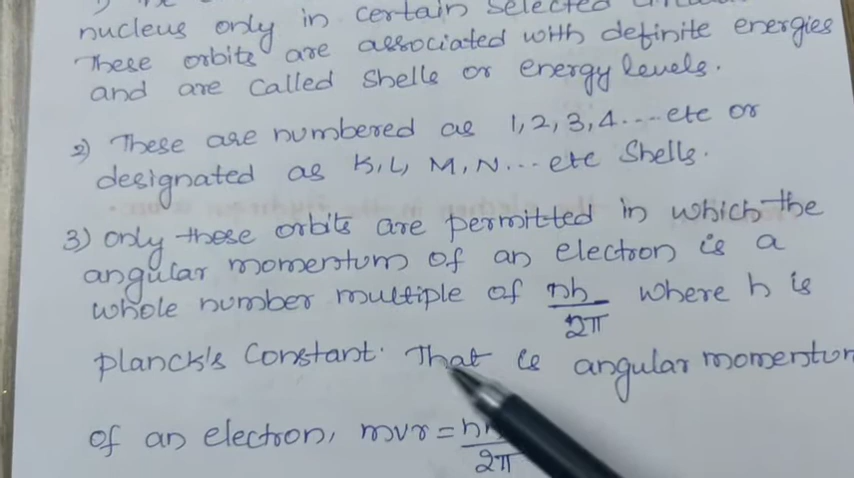 nucleus only in certain selected
These orbits are associated with definite energies
and are called shells or energy levels.
2) These are numbered as 1,2,3,4....etc or
designated as K,L, M,N... etc Shells.
3) only these orbits are permitted in which the
angular momentum of an electron is a
whole number multiple of nh/2π where h is
planck's constant. That is angular momentum
of an electron, mvr = nh/2π